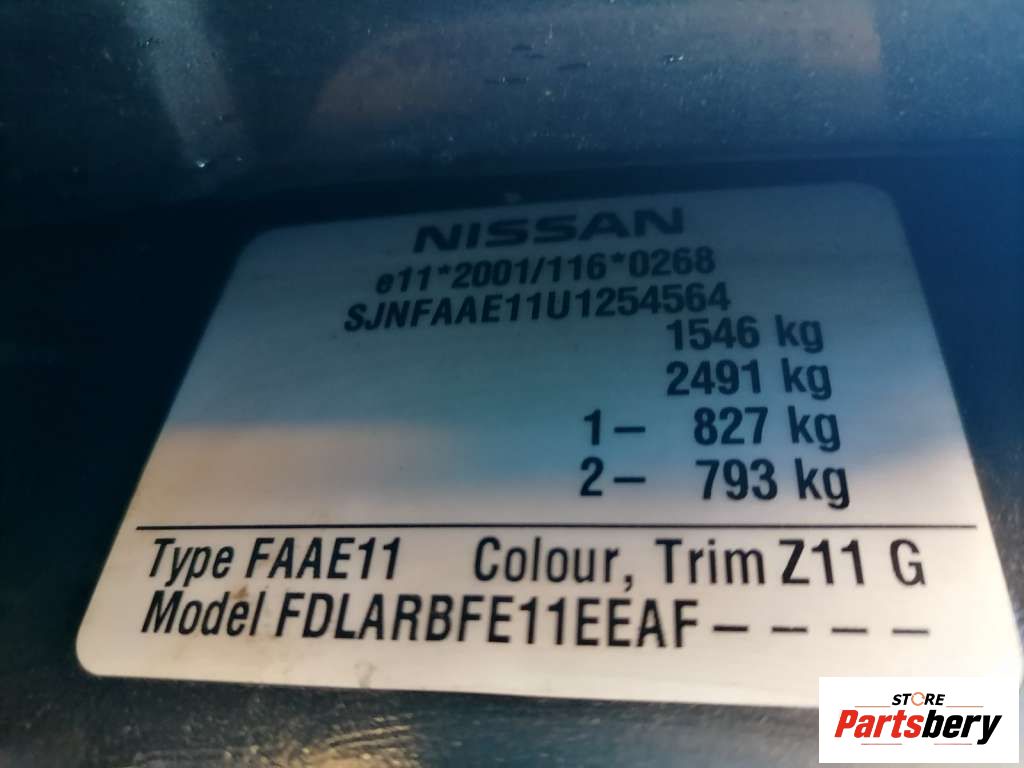 NISSAN
e11*2001/116*0268
SJNFAAE11U1254564
1546 kg
2491 kg
1- 827 kg
2- 793 kg
Type FAAE11 Colour, Trim Z11 G
Model FDLARBFE11EEAF----
STORE
Partsbery